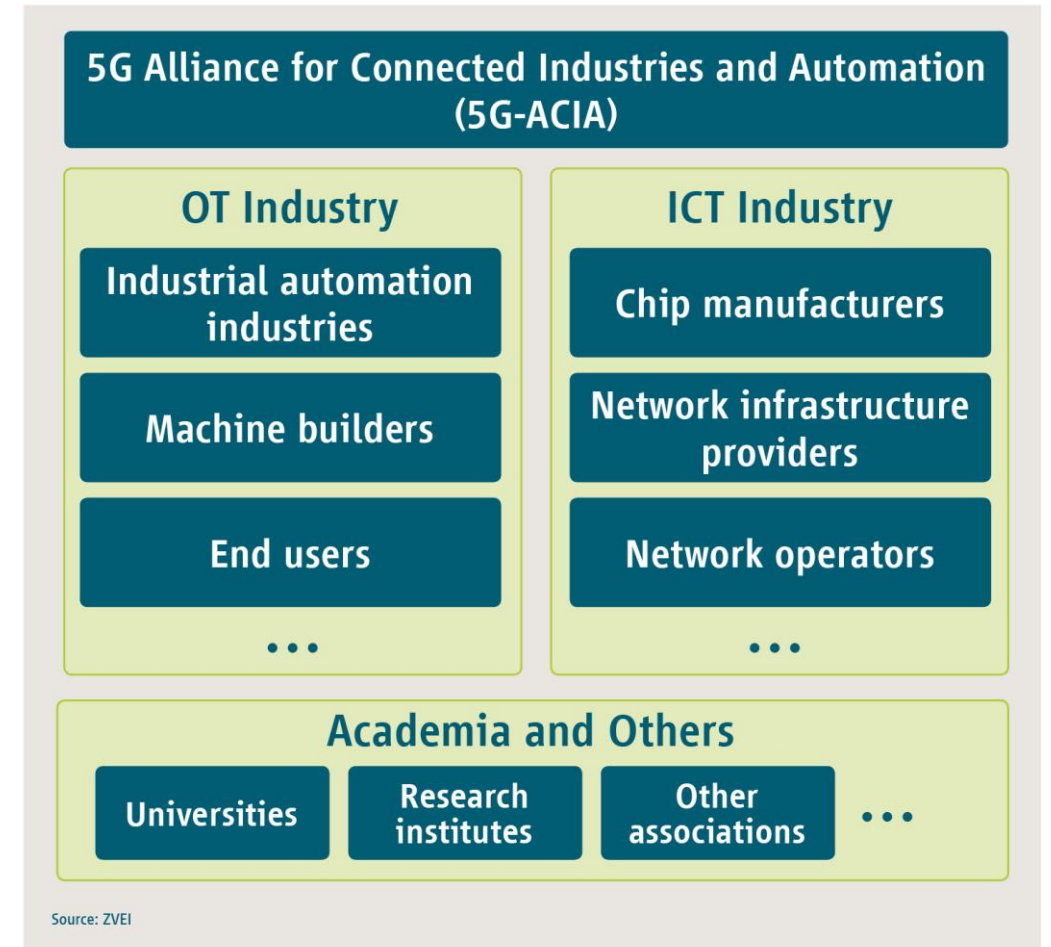 5G Alliance for Connected Industries and Automation
(5G-ACIA)
OT Industry
Industrial automation
industries
Machine builders
End users
...
ICT Industry
Chip manufacturers
Network infrastructure
providers
Network operators
...
Academia and Others
Universities
Research
institutes
Other
associations
...
Source: ZVEI